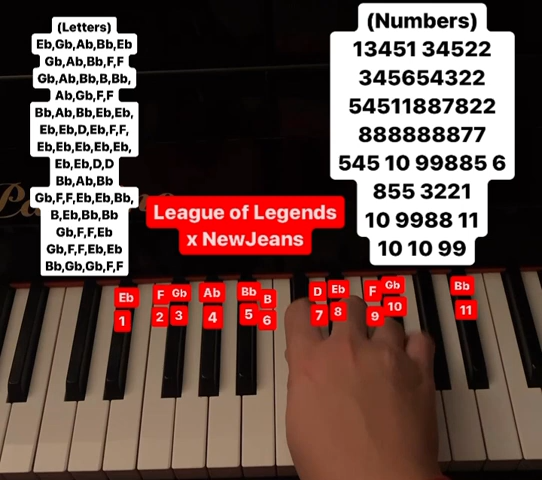 (Letters)
Eb,Gb,Ab,Bb,Eb
Gb,Ab,Bb,F,F
Gb,Ab,Bb,B,Bb,
Ab,Gb,F,F
Bb,Ab,Bb,Eb,Eb,
Eb,Eb,D,Eb,F,F,
Eb,Eb,Eb,Eb,Eb,
Eb,Eb,D,D
Bb,Ab,Bb
Gb,F,F,Eb,Eb,Bb,
B,Eb,Bb,Bb
Gb,F,F,Eb
Gb,F,F,Eb,Eb
Bb,Gb,Gb,F,F
(Numbers)
13451 34522
345654322
54511887822
888888877
545 10 99885 6
855 3221
10 9988 11
10 10 99
League of Legends
x NewJeans
Eb F Gb Ab Bb B D Eb F Gb Bb
1 2 3 4 5 6 7 8 9 10 11